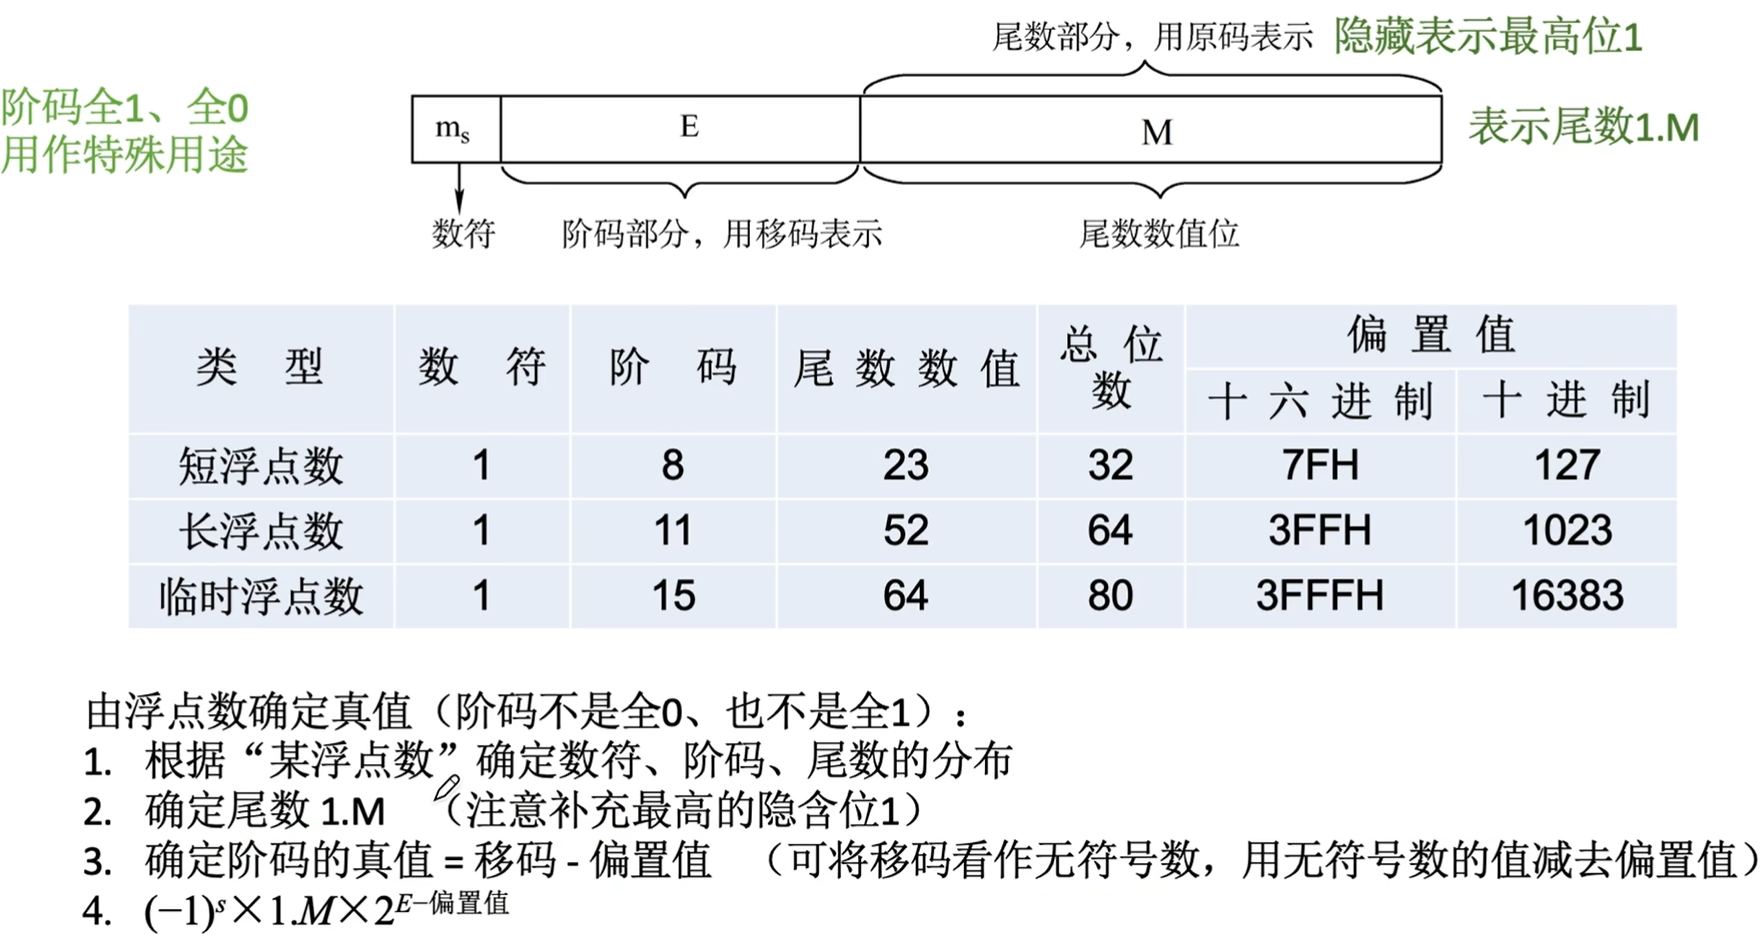 尾数部分，用原码表示 隐藏表示最高位1
阶码全1、全0
用作特殊用途
m_s E M
表示尾数1.M
数符 阶码部分，用移码表示 尾数数值位
类型 数符 阶码 尾数数值 总位数 偏置值
十六进制 十进制
短浮点数 1 8 23 32 7FH 127
长浮点数 1 11 52 64 3FFH 1023
临时浮点数 1 15 64 80 3FFFH 16383
由浮点数确定真值（阶码不是全0、也不是全1）：
1. 根据“某浮点数”确定数符、阶码、尾数的分布
2. 确定尾数 1.M （注意补充最高的隐含位1）
3. 确定阶码的真值 = 移码 - 偏置值 （可将移码看作无符号数，用无符号数的值减去偏置值）
4. (−1)^s×1.M×2^{E−偏置值}